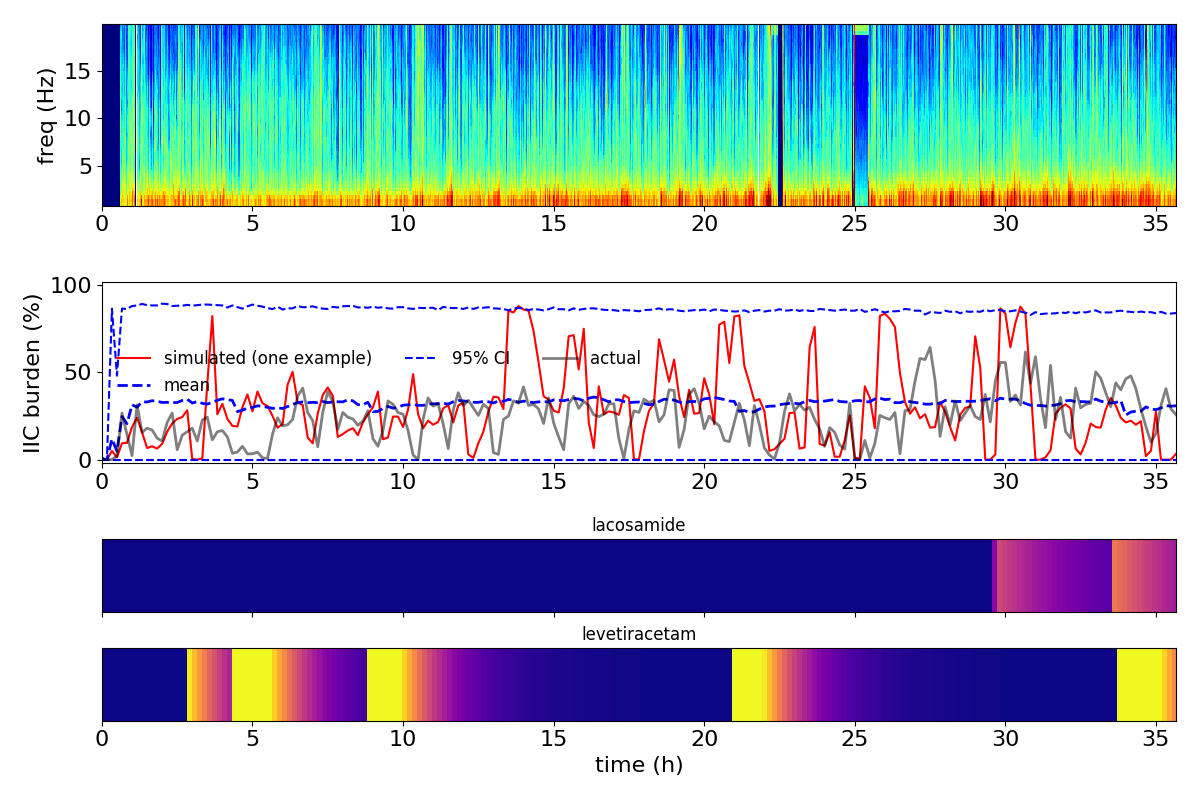 freq (Hz)
15
10
5
0 5 10 15 20 25 30 35
IIC burden (%)
100
50
0
simulated (one example) 95% CI actual
mean
0 5 10 15 20 25 30 35
lacosamide
levetiracetam
0 5 10 15 20 25 30 35
time (h)